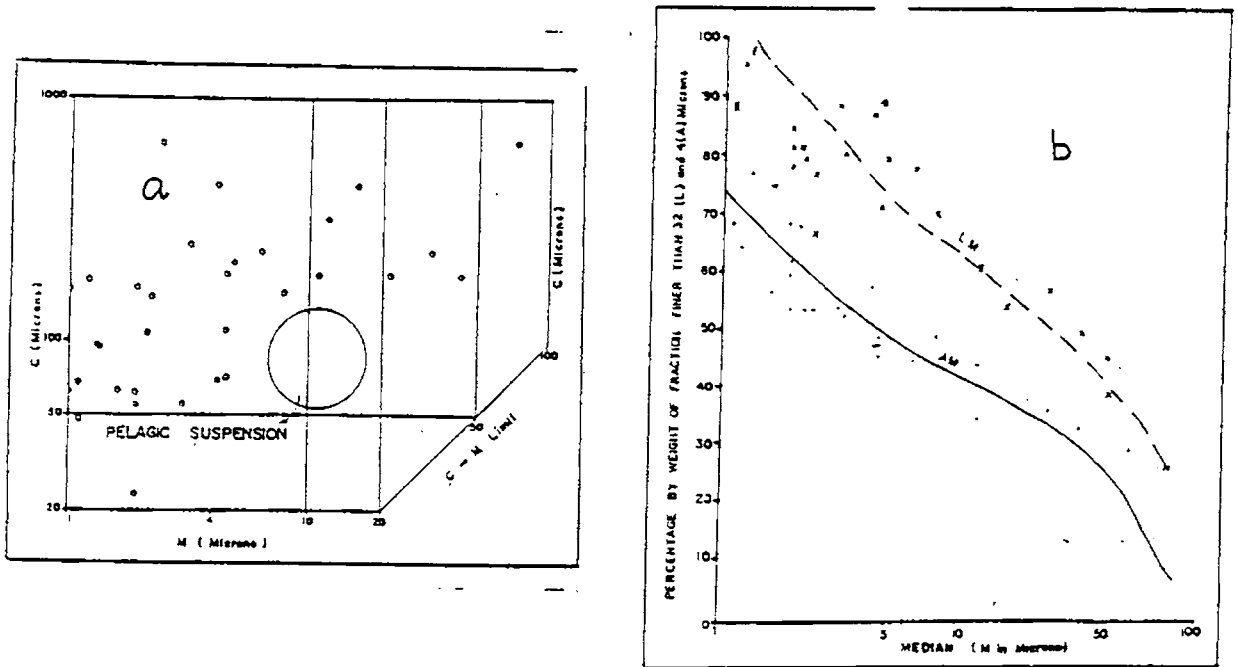 1000
a
C (Microns)
C (Microns)
100
100
50
50
PELAGIC SUSPENSION
C = M Limit
20
1
4
10
20
M ( Microns )
100
90
80
70
60
50
40
30
20
10
0
b
LM
AM
PERCENTAGE BY WEIGHT OF FRACTION FINER THAN 32 (L) and 4(A) Microns
1
5
10
50
100
MEDIAN (M in Microns)